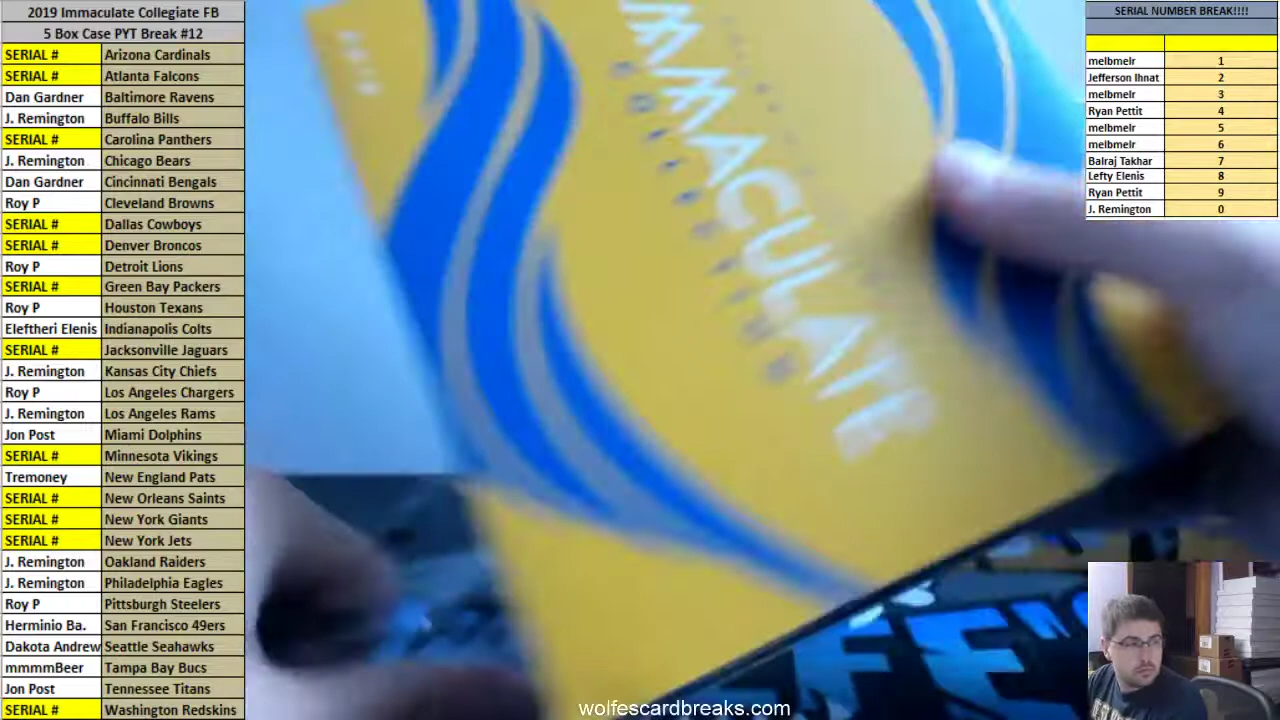 2019 Immaculate Collegiate FB
5 Box Case PYT Break #12
SERIAL # Arizona Cardinals
SERIAL # Atlanta Falcons
Dan Gardner Baltimore Ravens
J. Remington Buffalo Bills
SERIAL # Carolina Panthers
J. Remington Chicago Bears
Dan Gardner Cincinnati Bengals
Roy P Cleveland Browns
SERIAL # Dallas Cowboys
SERIAL # Denver Broncos
Roy P Detroit Lions
SERIAL # Green Bay Packers
Roy P Houston Texans
Eleftheri Elenis Indianapolis Colts
SERIAL # Jacksonville Jaguars
J. Remington Kansas City Chiefs
Roy P Los Angeles Chargers
J. Remington Los Angeles Rams
Jon Post Miami Dolphins
SERIAL # Minnesota Vikings
Tremoney New England Pats
SERIAL # New Orleans Saints
SERIAL # New York Giants
SERIAL # New York Jets
J. Remington Oakland Raiders
J. Remington Philadelphia Eagles
Roy P Pittsburgh Steelers
Herminio Ba. San Francisco 49ers
Dakota Andrew Seattle Seahawks
mmmmBeer Tampa Bay Bucs
Jon Post Tennessee Titans
SERIAL # Washington Redskins
IMMACULATE
COLLECTION
2019
SERIAL NUMBER BREAK!!!!
melbmelr 1
Jefferson Ihnat 2
melbmelr 3
Ryan Pettit 4
melbmelr 5
melbmelr 6
Balraj Takhar 7
Lefty Elenis 8
Ryan Pettit 9
J. Remington 0
wolfescardbreaks.com